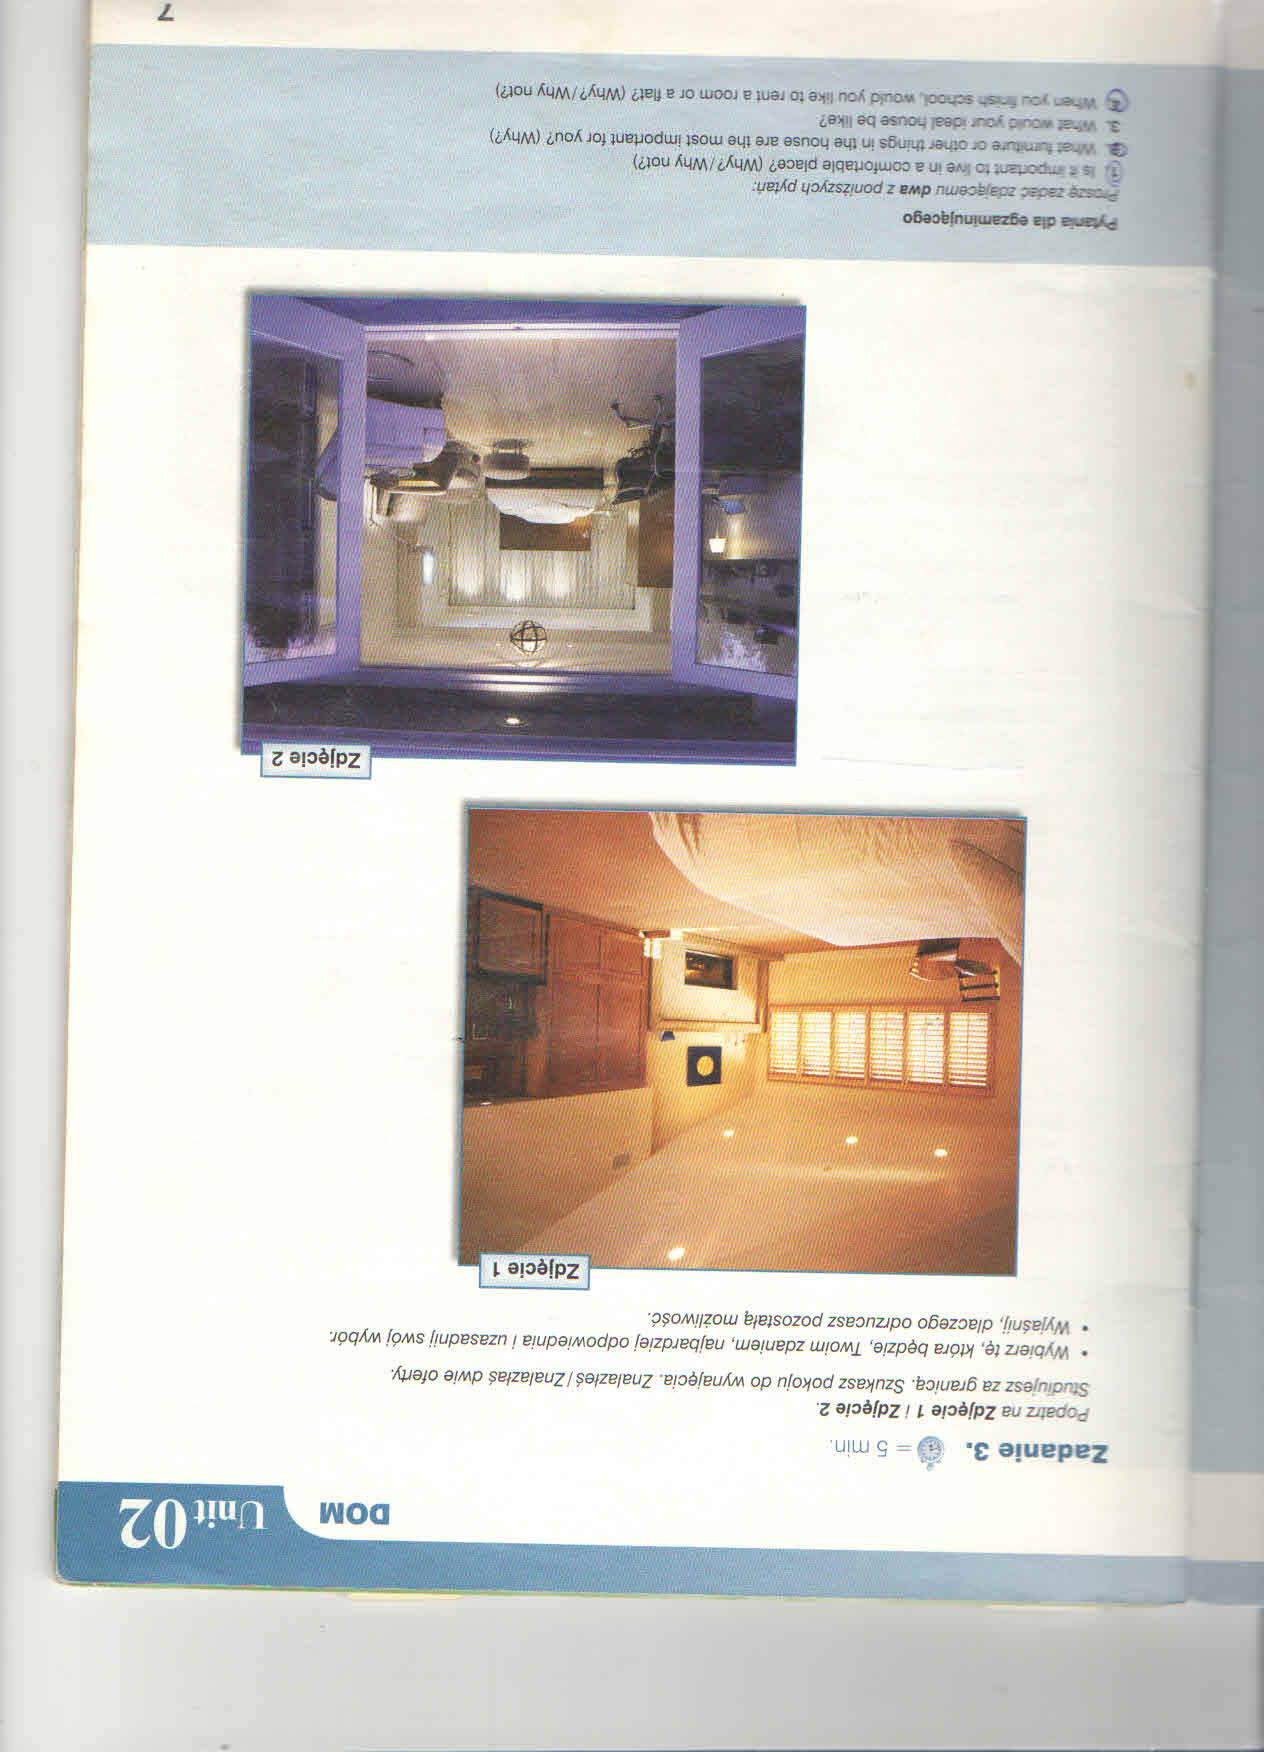 DOM Unit 02
Zadanie 3. = 5 min.
Popatrz na Zdjęcie 1 i Zdjęcie 2.
Studiujesz za granicą. Szukasz pokoju do wynajęcia. Znalazłeś/Znalazłaś dwie oferty.
• Wybierz tę, która będzie, Twoim zdaniem, najbardziej odpowiednia i uzasadnij swój wybór.
• Wyjaśnij, dlaczego odrzucasz pozostałą możliwość.
Zdjęcie 1
Zdjęcie 2
Pytania dla egzaminującego
Proszę zadać zdającemu dwa z poniższych pytań:
1. Is it important to live in a comfortable place? (Why?/Why not?)
2. What furniture or other things in the house are the most important for you? (Why?)
3. What would your ideal house be like?
4. When you finish school, would you like to rent a room or a flat? (Why?/Why not?)
7